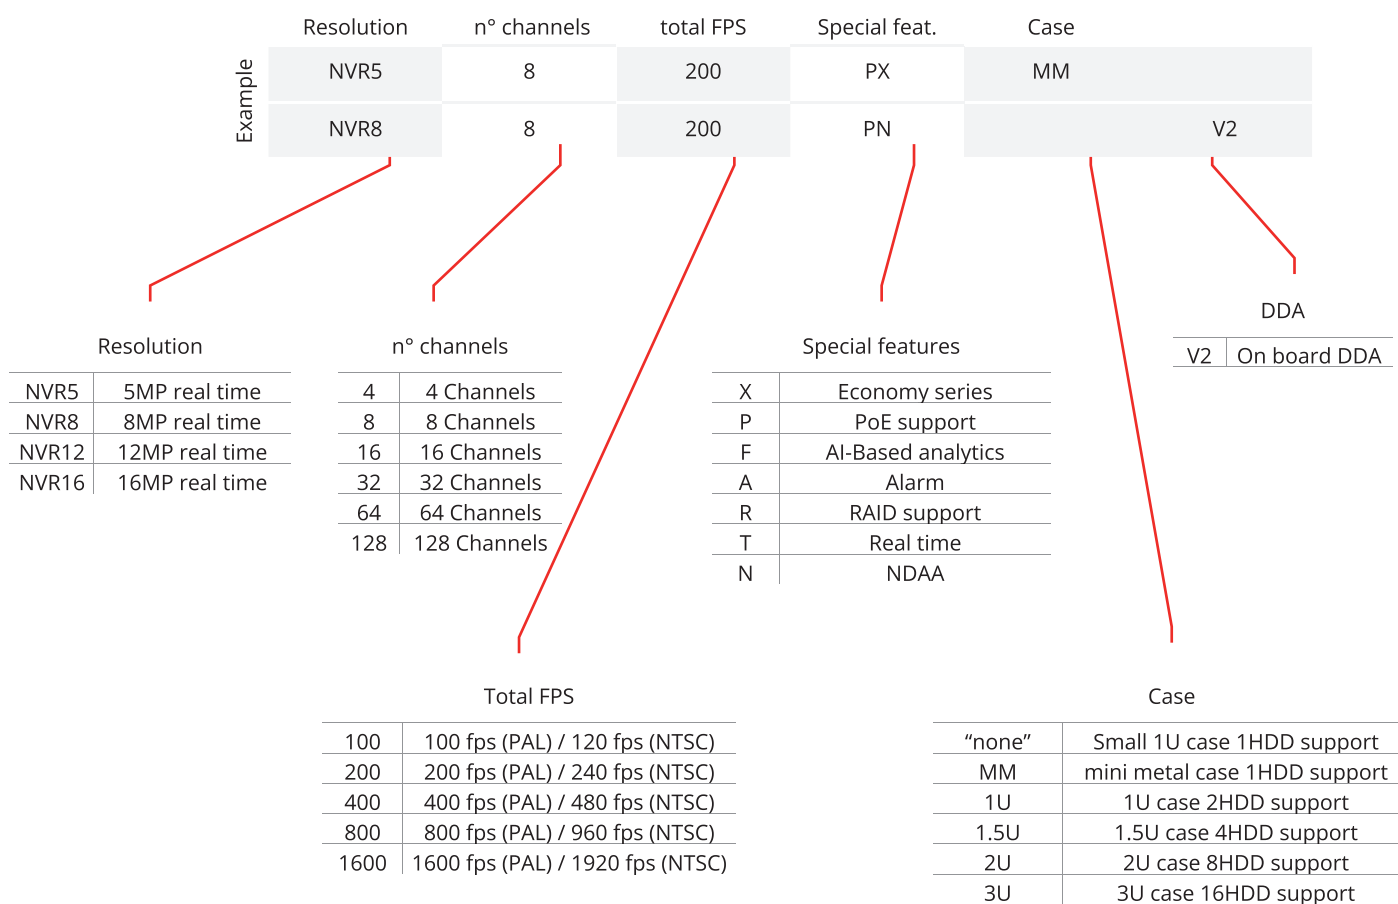 Resolution n° channels total FPS Special feat. Case
Example
NVR5 8 200 PX MM
NVR8 8 200 PN V2
DDA
V2 On board DDA
Resolution
NVR5 5MP real time
NVR8 8MP real time
NVR12 12MP real time
NVR16 16MP real time
n° channels
4 4 Channels
8 8 Channels
16 16 Channels
32 32 Channels
64 64 Channels
128 128 Channels
Special features
X Economy series
P PoE support
F AI-Based analytics
A Alarm
R RAID support
T Real time
N NDAA
Total FPS
100 100 fps (PAL) / 120 fps (NTSC)
200 200 fps (PAL) / 240 fps (NTSC)
400 400 fps (PAL) / 480 fps (NTSC)
800 800 fps (PAL) / 960 fps (NTSC)
1600 1600 fps (PAL) / 1920 fps (NTSC)
Case
“none” Small 1U case 1HDD support
MM mini metal case 1HDD support
1U 1U case 2HDD support
1.5U 1.5U case 4HDD support
2U 2U case 8HDD support
3U 3U case 16HDD support